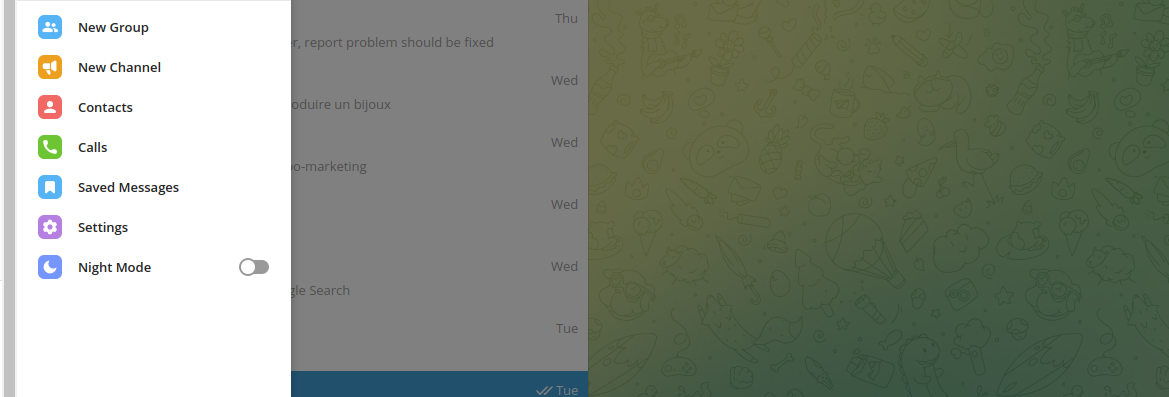 New Group
New Channel
Contacts
Calls
Saved Messages
Settings
Night Mode
Thu
, report problem should be fixed
Wed
un bijoux
Wed
o-marketing
Wed
Wed
gle Search
Tue
Tue